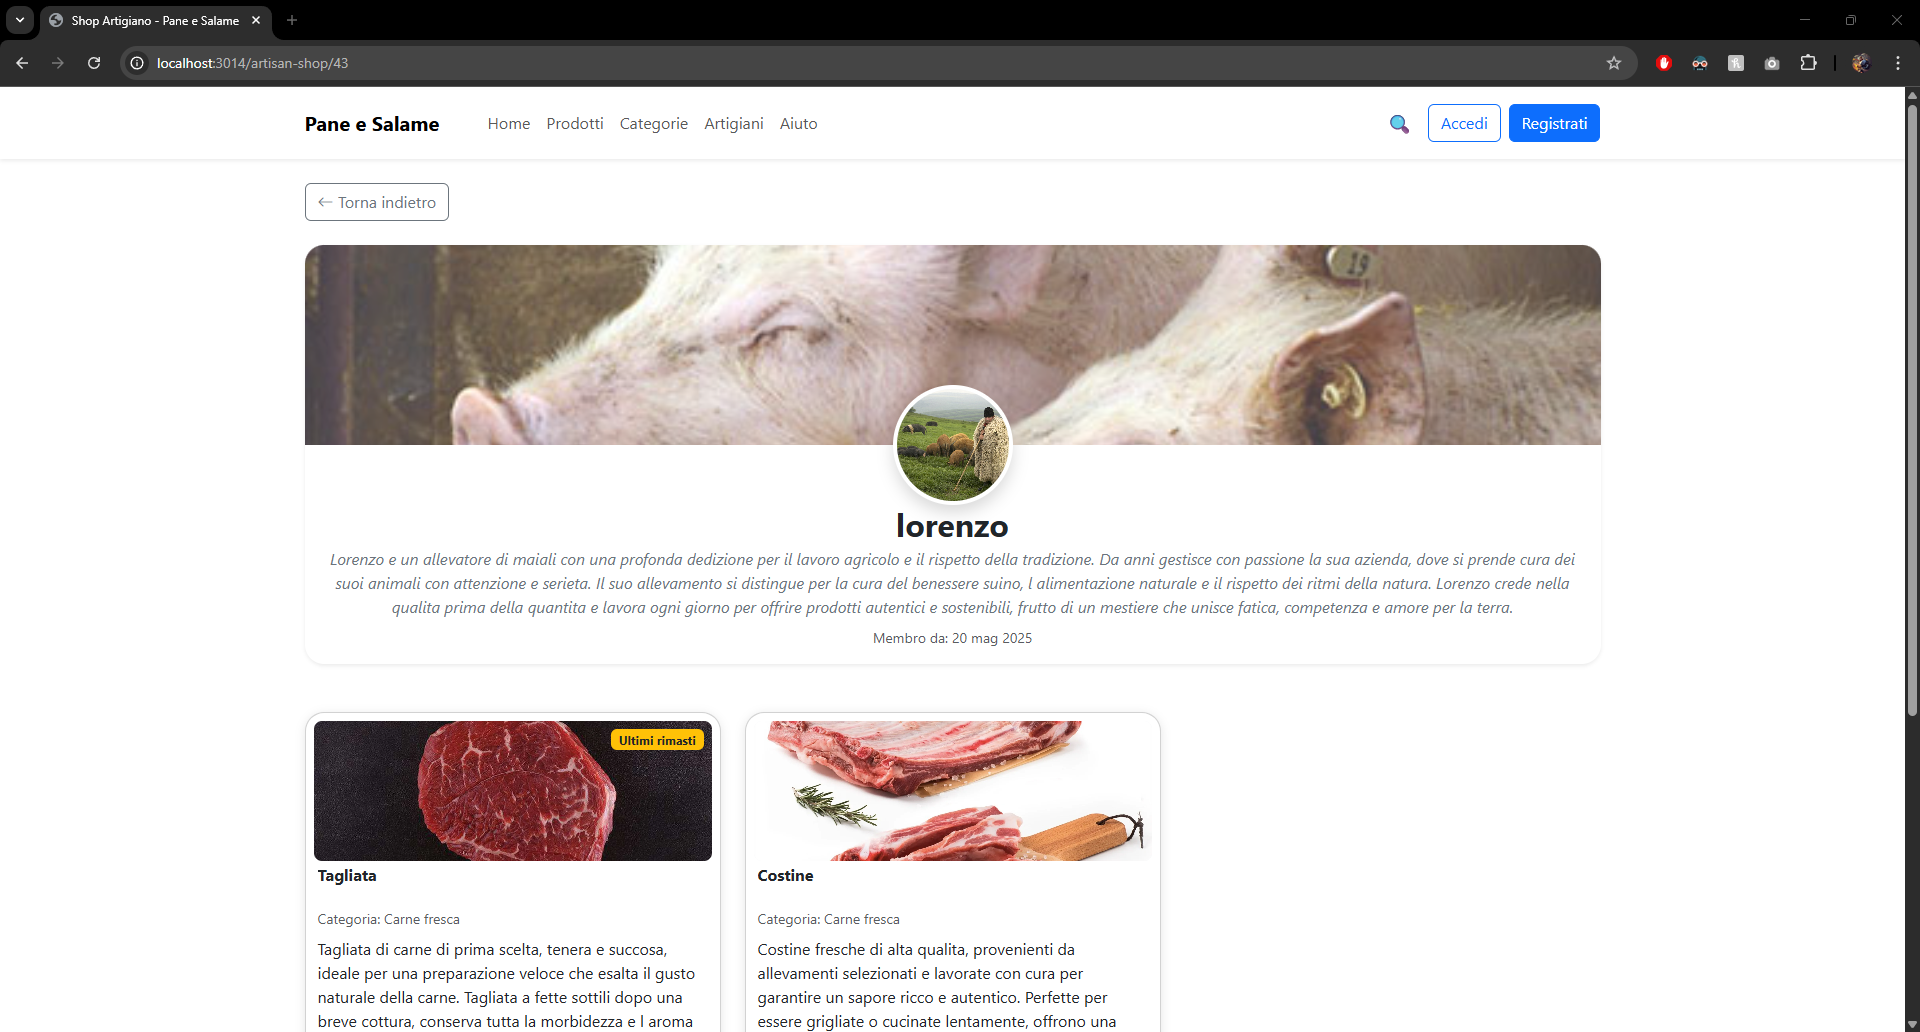 Shop Artigiano - Pane e Salame
localhost:3014/artisan-shop/43
Pane e Salame
Home Prodotti Categorie Artigiani Aiuto
Accedi Registrati
← Torna indietro
19
lorenzo
Lorenzo e un allevatore di maiali con una profonda dedizione per il lavoro agricolo e il rispetto della tradizione. Da anni gestisce con passione la sua azienda, dove si prende cura dei
suoi animali con attenzione e serieta. Il suo allevamento si distingue per la cura del benessere suino, l alimentazione naturale e il rispetto dei ritmi della natura. Lorenzo crede nella
qualita prima della quantita e lavora ogni giorno per offrire prodotti autentici e sostenibili, frutto di un mestiere che unisce fatica, competenza e amore per la terra.
Membro da: 20 mag 2025
Ultimi rimasti
Tagliata
Categoria: Carne fresca
Tagliata di carne di prima scelta, tenera e succosa,
ideale per una preparazione veloce che esalta il gusto
naturale della carne. Tagliata a fette sottili dopo una
breve cottura, conserva tutta la morbidezza e l aroma
Costine
Categoria: Carne fresca
Costine fresche di alta qualita, provenienti da
allevamenti selezionati e lavorate con cura per
garantire un sapore ricco e autentico. Perfette per
essere grigliate o cucinate lentamente, offrono una